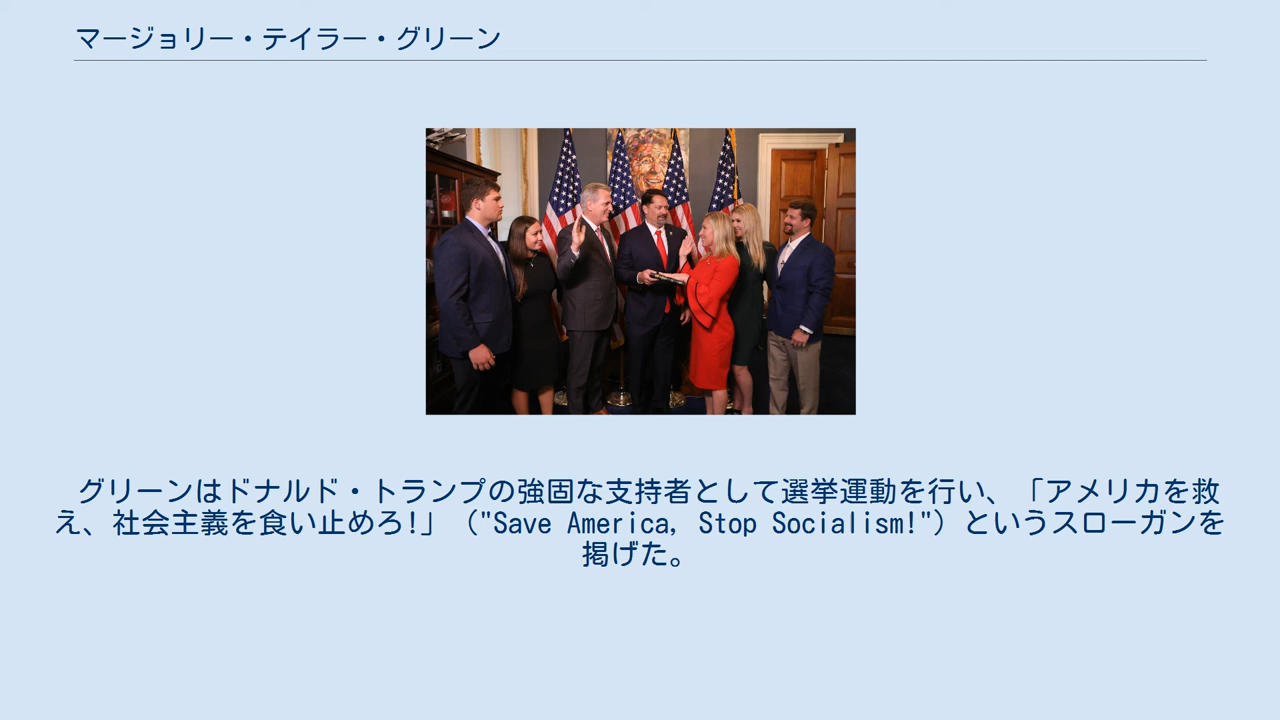 マージョリー・テイラー・グリーン
グリーンはドナルド・トランプの強固な支持者として選挙運動を行い、「アメリカを救
え、社会主義を食い止めろ!」（"Save America, Stop Socialism!"）というスローガンを
掲げた。